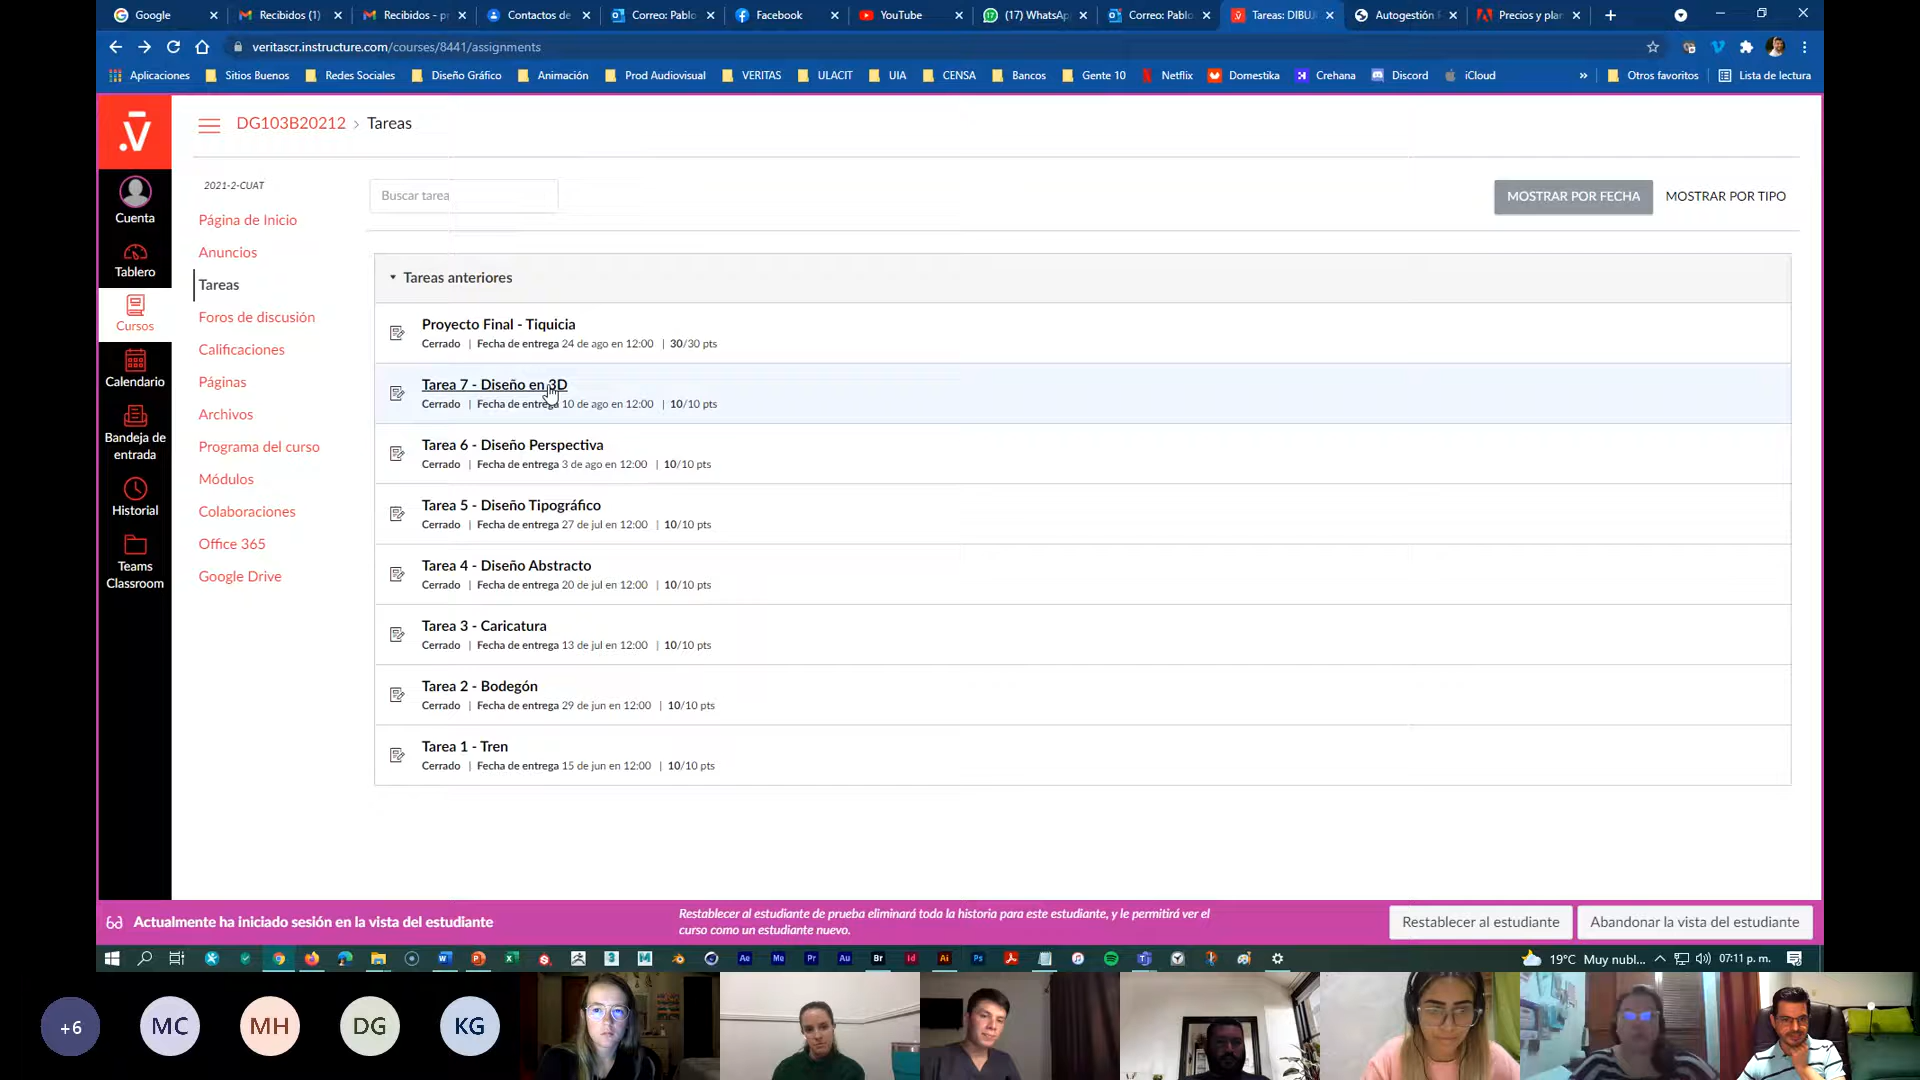 Google
Recibidos (1)
Recibidos - p
Contactos de
Correo: Pablo
Facebook
YouTube
(17) WhatsAp
Correo: Pablo
Tareas: DIBUJ
Autogestión
Precios y plan
veritascr.instructure.com/courses/8441/assignments
Aplicaciones
Sitios Buenos
Redes Sociales
Diseño Gráfico
Animación
Prod Audiovisual
VERITAS
ULACIT
UIA
CENSA
Bancos
Gente 10
Netflix
Domestika
Crehana
Discord
iCloud
»
Otros favoritos
Lista de lectura
.V
DG103B20212 › Tareas
Cuenta
Tablero
Cursos
Calendario
Bandeja de
entrada
Historial
Teams
Classroom
2021-2-CUAT
Página de Inicio
Anuncios
Tareas
Foros de discusión
Calificaciones
Páginas
Archivos
Programa del curso
Módulos
Colaboraciones
Office 365
Google Drive
Buscar tarea
MOSTRAR POR FECHA
MOSTRAR POR TIPO
Tareas anteriores
Proyecto Final - Tiquicia
Cerrado | Fecha de entrega 24 de ago en 12:00 | 30/30 pts
Tarea 7 - Diseño en 3D
Cerrado | Fecha de entrega 10 de ago en 12:00 | 10/10 pts
Tarea 6 - Diseño Perspectiva
Cerrado | Fecha de entrega 3 de ago en 12:00 | 10/10 pts
Tarea 5 - Diseño Tipográfico
Cerrado | Fecha de entrega 27 de jul en 12:00 | 10/10 pts
Tarea 4 - Diseño Abstracto
Cerrado | Fecha de entrega 20 de jul en 12:00 | 10/10 pts
Tarea 3 - Caricatura
Cerrado | Fecha de entrega 13 de jul en 12:00 | 10/10 pts
Tarea 2 - Bodegón
Cerrado | Fecha de entrega 29 de jun en 12:00 | 10/10 pts
Tarea 1 - Tren
Cerrado | Fecha de entrega 15 de jun en 12:00 | 10/10 pts
Actualmente ha iniciado sesión en la vista del estudiante
Restablecer al estudiante de prueba eliminará toda la historia para este estudiante, y le permitirá ver el
curso como un estudiante nuevo.
Restablecer al estudiante
Abandonar la vista del estudiante
Ae
Me
Pr
Au
Br
Id
Ai
Ps
19°C Muy nubl...
07:11 p. m.
+6
MC
MH
DG
KG